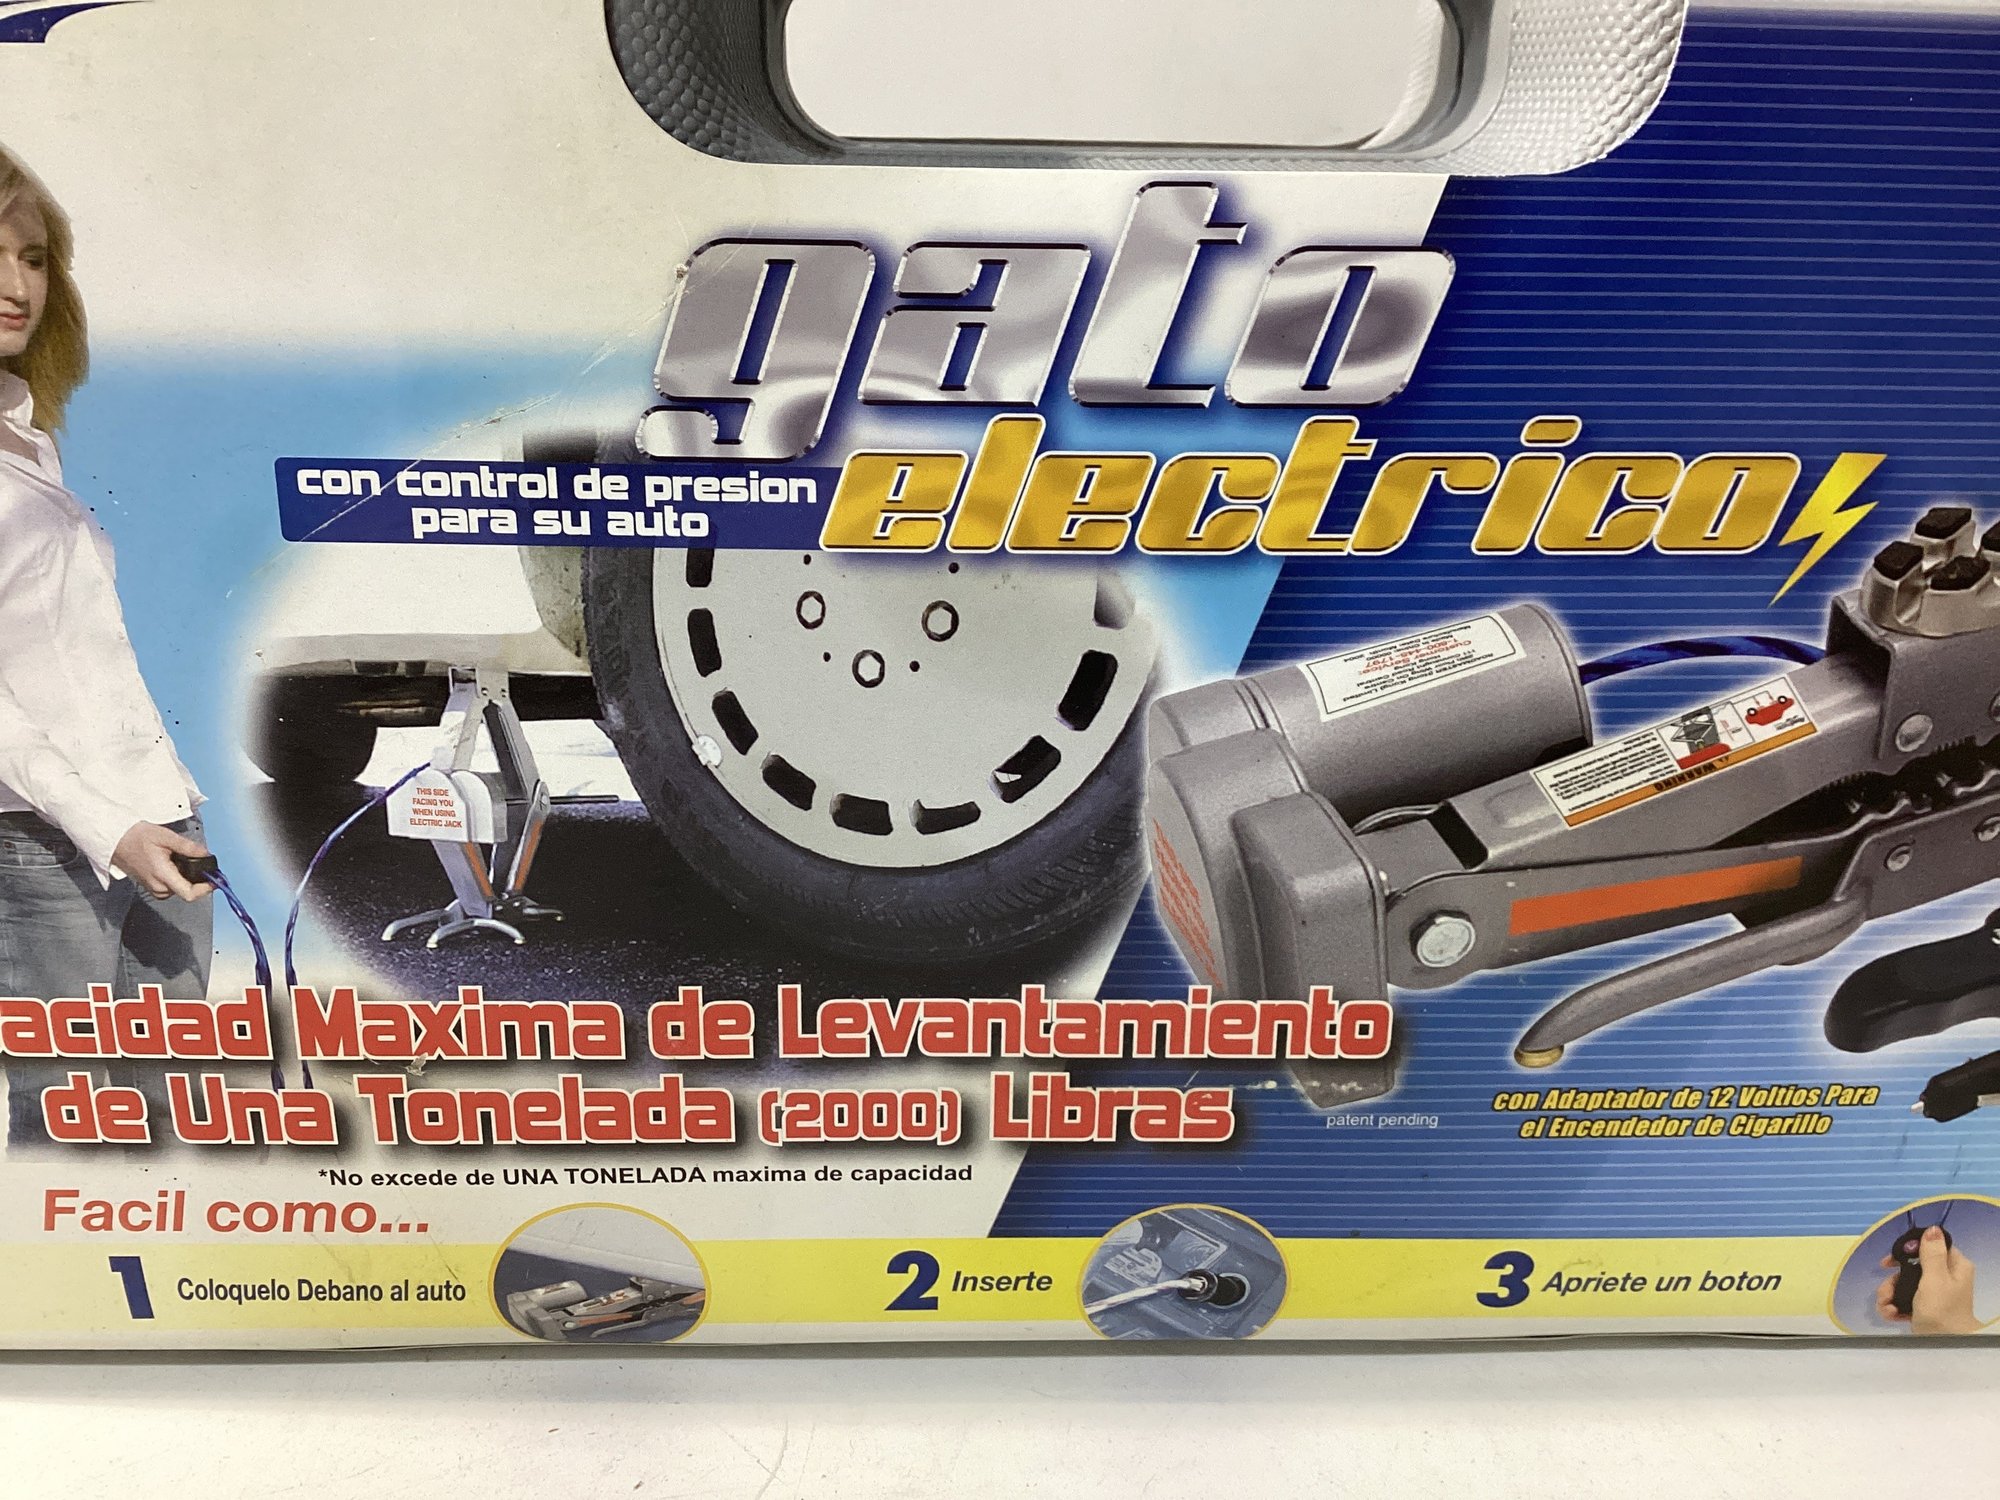 gato
electrico
con control de presion
para su auto
THIS SIDE
FACING YOU
WHEN USING
ELECTRIC JACK
Customer Service:
WARNING
acidad Maxima de Levantamiento
de Una Tonelada (2000) Libras
patent pending
con Adaptador de 12 Voltios Para
el Encendedor de Cigarillo
*No excede de UNA TONELADA maxima de capacidad
Facil como...
1 Coloquelo Debano al auto
2 Inserte
3 Apriete un boton